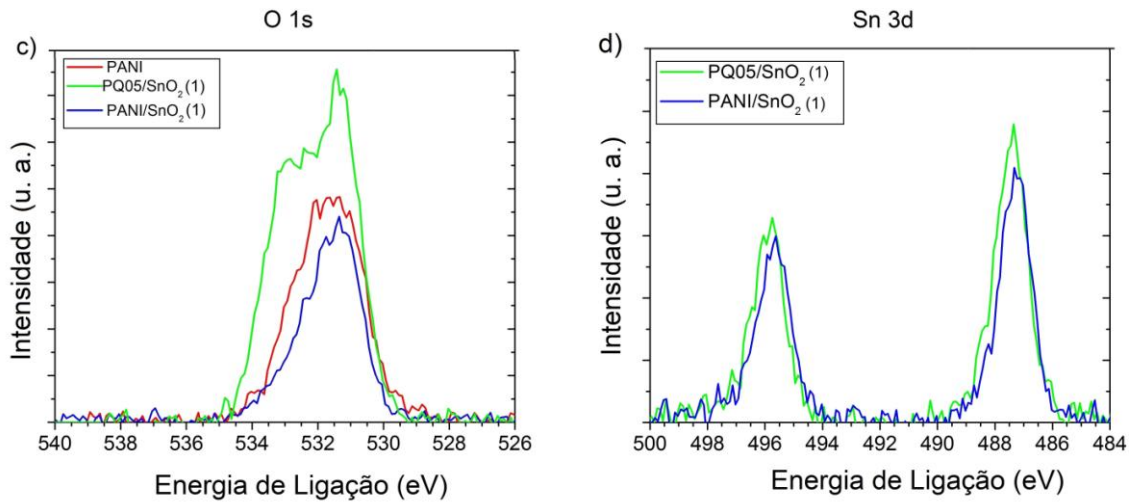 O 1s
c)
PANI
PQ05/SnO₂ (1)
PANI/SnO₂ (1)
Intensidade (u. a.)
540 538 536 534 532 530 528 526
Energia de Ligação (eV)
Sn 3d
d)
PQ05/SnO₂ (1)
PANI/SnO₂ (1)
Intensidade (u. a.)
500 498 496 494 492 490 488 486 484
Energia de Ligação (eV)